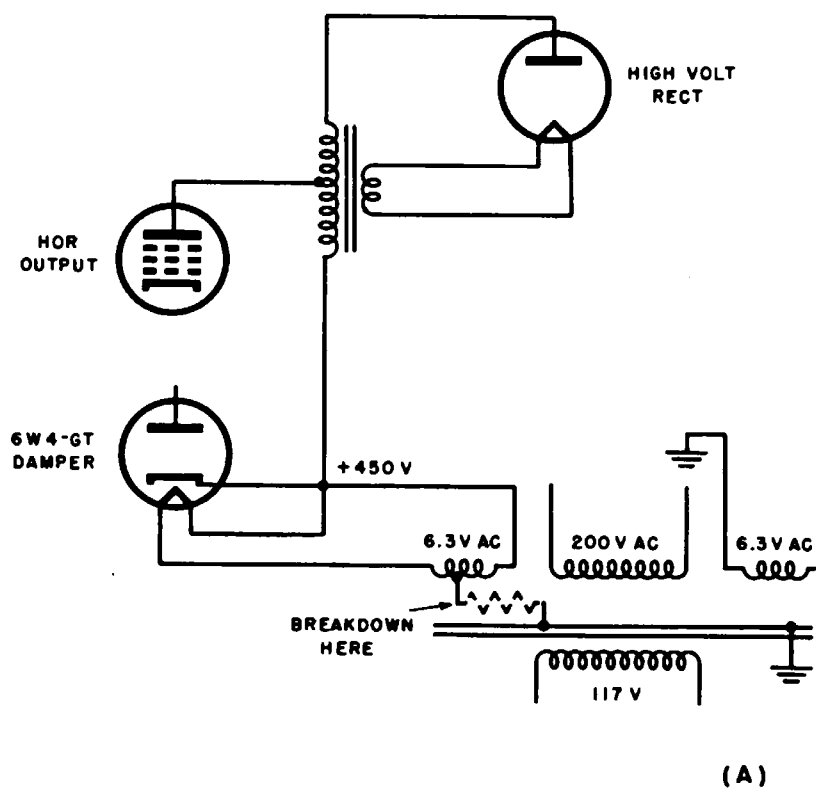 HIGH VOLT
RECT
HOR
OUTPUT
6W4-GT
DAMPER
+450 V
6.3 V AC
200 V AC
6.3 V AC
BREAKDOWN
HERE
117 V
(A)